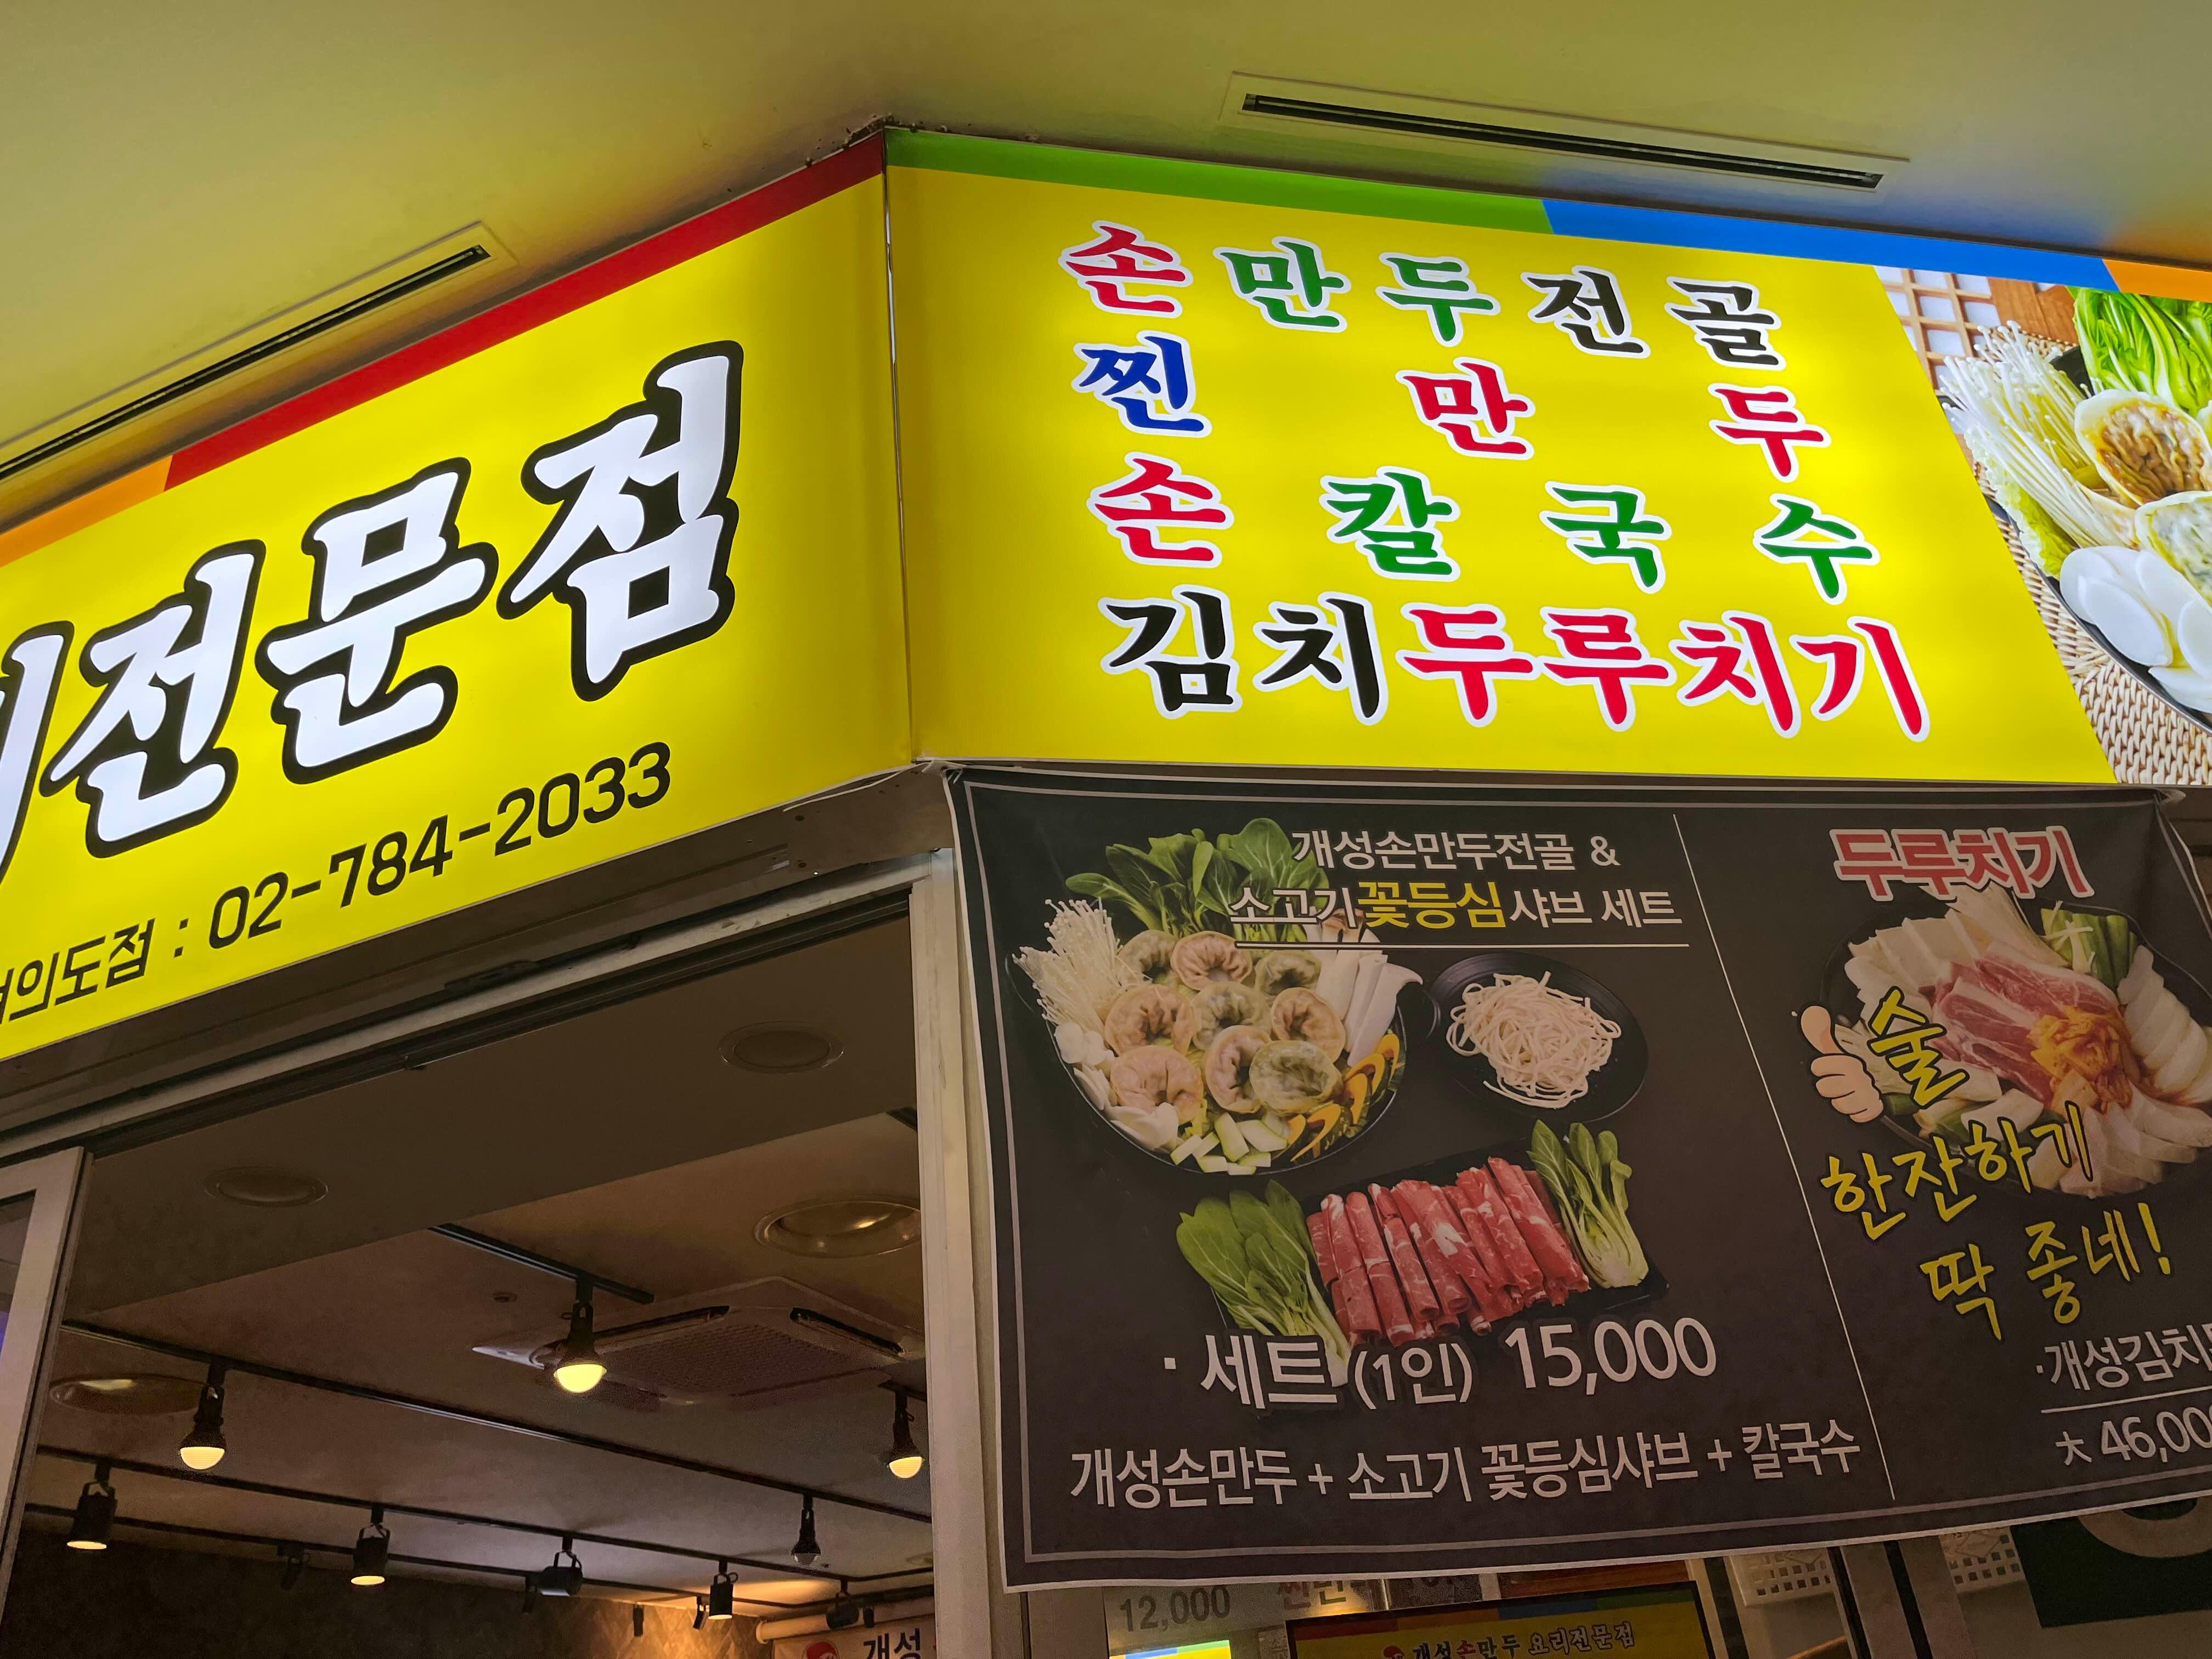 전문점
여의도점 : 02-784-2033
손만두전골
찐만두
손칼국수
김치두루치기
개성손만두전골 &
소고기꽃등심샤브 세트
· 세트 (1인) 15,000
개성손만두 + 소고기 꽃등심샤브 + 칼국수
두루치기
술
한잔하기
딱 좋네!
·개성김치
大 46,000
12,000
개성
개성손만두 요리전문점